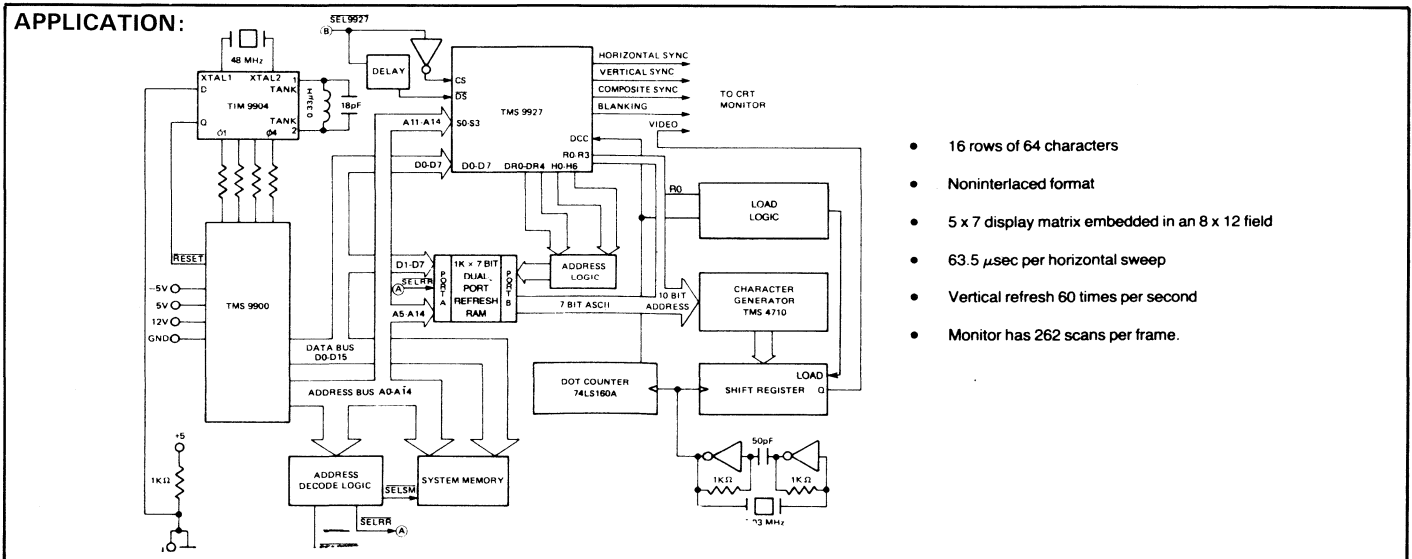 APPLICATION:
SEL9927
B
48 MHz
XTAL1 XTAL2 1
D TANK
TIM 9904
0.33μH
18pF
Q TANK
ϕ1 ϕ4 2
DELAY
CS
DS
TMS 9927
A11-A14 S0-S3
D0-D7 D0-D7 DR0-DR4 H0-H6
DCC
R0-R3
HORIZONTAL SYNC
VERTICAL SYNC
COMPOSITE SYNC
BLANKING
VIDEO
TO CRT
MONITOR
R0
LOAD
LOGIC
RESET
-5V
5V
12V
GND
TMS 9900
D1-D7
SELRR
A
A5-A14
PORT A
1K × 7 BIT
DUAL
PORT
REFRESH
RAM
PORT B
ADDRESS
LOGIC
7 BIT ASCII
10 BIT
ADDRESS
CHARACTER
GENERATOR
TMS 4710
DATA BUS
D0-D15
ADDRESS BUS A0-A14
DOT COUNTER
74LS160A
LOAD
SHIFT REGISTER Q
+5
1KΩ
ADDRESS
DECODE LOGIC
SELSM
SYSTEM MEMORY
SELRR
A
50pF
1KΩ 1KΩ
MHz
• 16 rows of 64 characters
• Noninterlaced format
• 5 x 7 display matrix embedded in an 8 x 12 field
• 63.5 μsec per horizontal sweep
• Vertical refresh 60 times per second
• Monitor has 262 scans per frame.